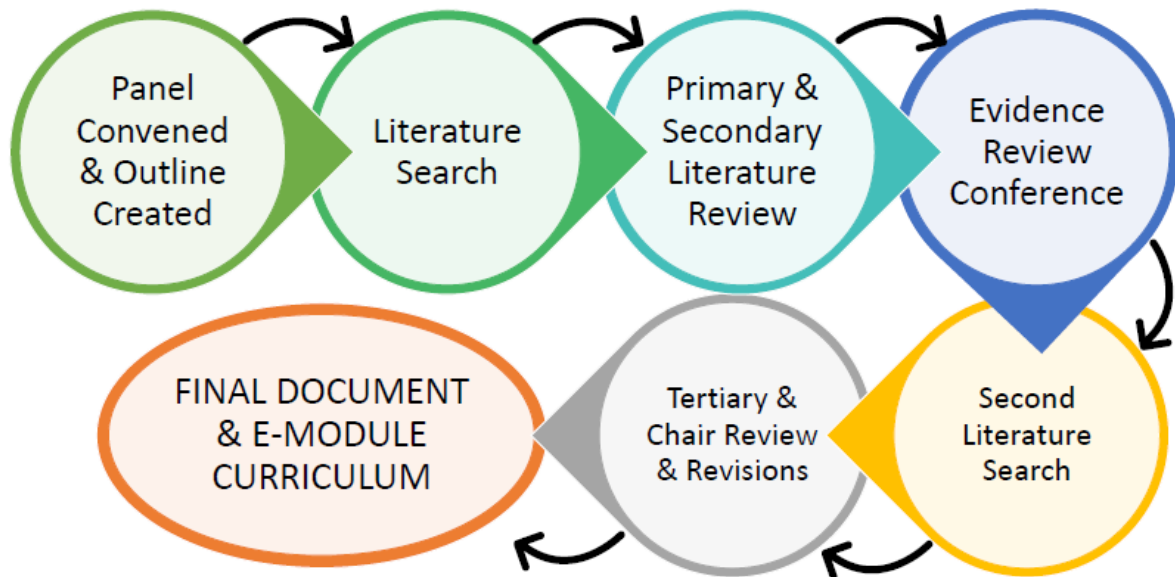 Panel
Convened
& Outline
Created
Literature
Search
Primary &
Secondary
Literature
Review
Evidence
Review
Conference
Second
Literature
Search
Tertiary &
Chair Review
& Revisions
FINAL DOCUMENT
& E-MODULE
CURRICULUM